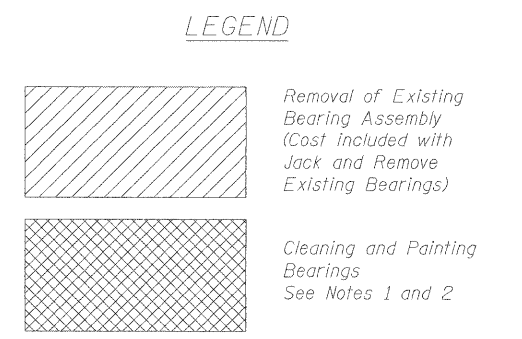 LEGEND
Removal of Existing
Bearing Assembly
(Cost included with
Jack and Remove
Existing Bearings)
Cleaning and Painting
Bearings
See Notes 1 and 2